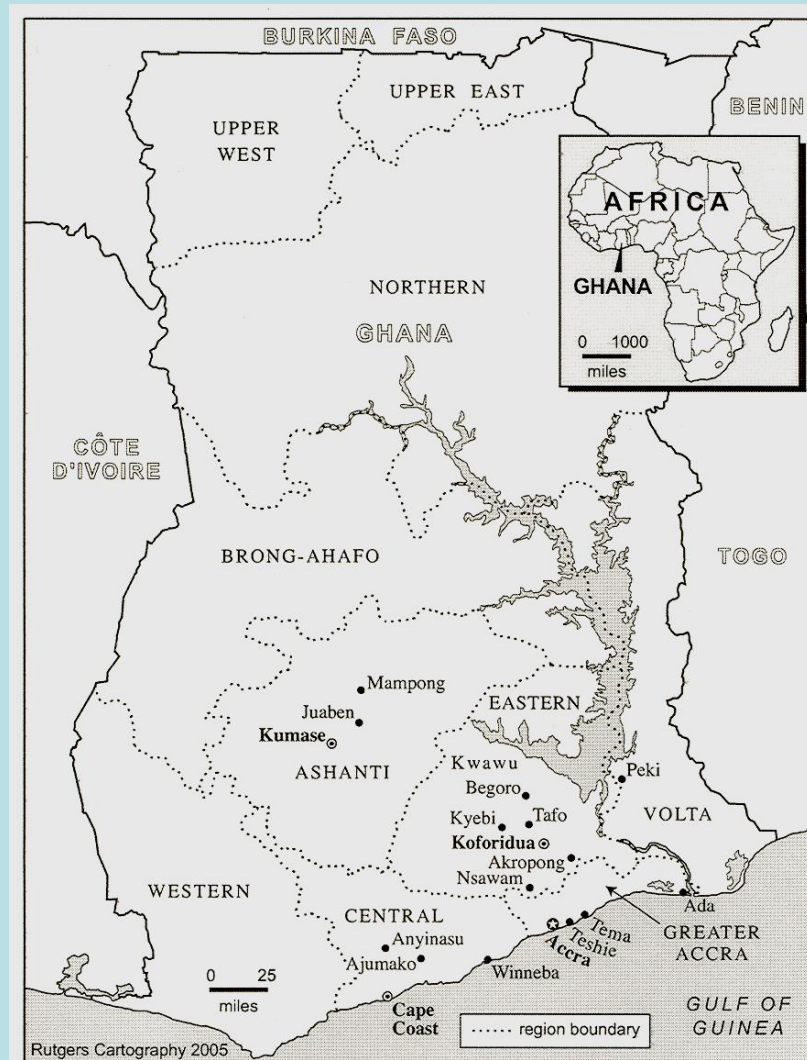 BURKINA FASO
UPPER EAST
BENIN
UPPER
WEST
AFRICA
GHANA
0 1000
miles
NORTHERN
GHANA
CÔTE
D'IVOIRE
BRONG-AHAFO
TOGO
Mampong
EASTERN
Juaben
Kumase
ASHANTI
Kwawu
Peki
Begoro
VOLTA
Kyebi
Tafo
Koforidua
Akropong
Nsawam
WESTERN
Ada
CENTRAL
Tema
GREATER
ACCRA
Teshie
Accra
Anyinasu
Ajumako
Winneba
0 25
miles
Cape
Coast
GULF OF
GUINEA
region boundary
Rutgers Cartography 2005